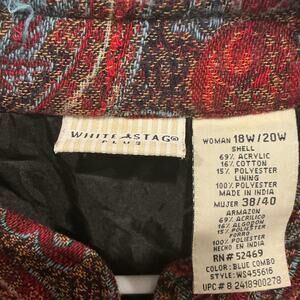 WHITE STAG®
PLUS
WOMAN 18W/20W
SHELL
69% ACRYLIC
16% COTTON
15% POLYESTER
LINING
100% POLYESTER
MADE IN INDIA
MUJER 38/40
ARMAZON
69% ACRILICO
16% ALGODON
15% POLYESTER
FORRO
100% POLYESTER
HECHO EN INDIA
RN# 52469
COLOR: BLUE COMBO
STYLE: WS455616
UPC# 8 2418900278